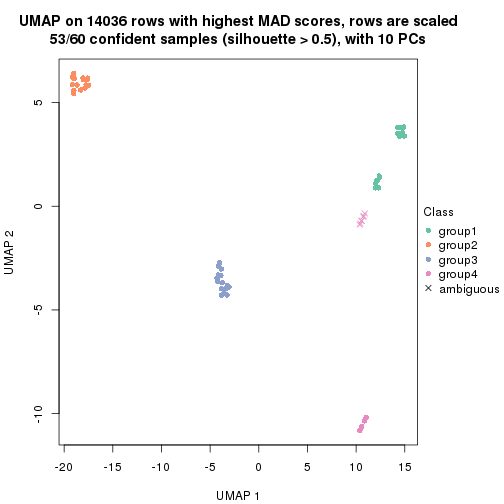 UMAP on 14036 rows with highest MAD scores, rows are scaled
53/60 confident samples (silhouette > 0.5), with 10 PCs
5
0
-5
-10
UMAP 2
-20
-15
-10
-5
0
5
10
15
UMAP 1
Class
group1
group2
group3
group4
ambiguous